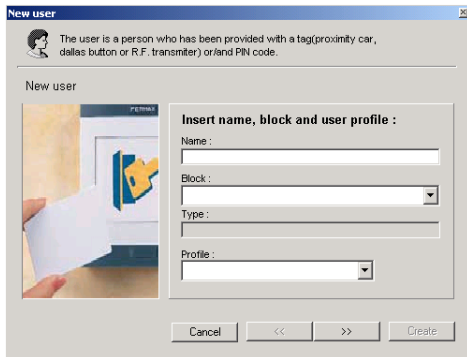 New user
The user is a person who has been provided with a tag(proximity car,
dallas button or R.F. transmiter) or/and PIN code.
New user
FERMAX
Insert name, block and user profile :
Name :
Block :
Type :
Profile :
Cancel
<<
>>
Create